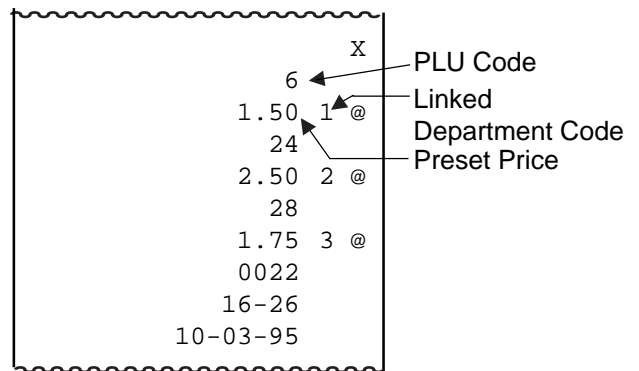 X
6
PLU Code
1.50 1 @
Linked
Department Code
24
Preset Price
2.50 2 @
28
1.75 3 @
0022
16-26
10-03-95